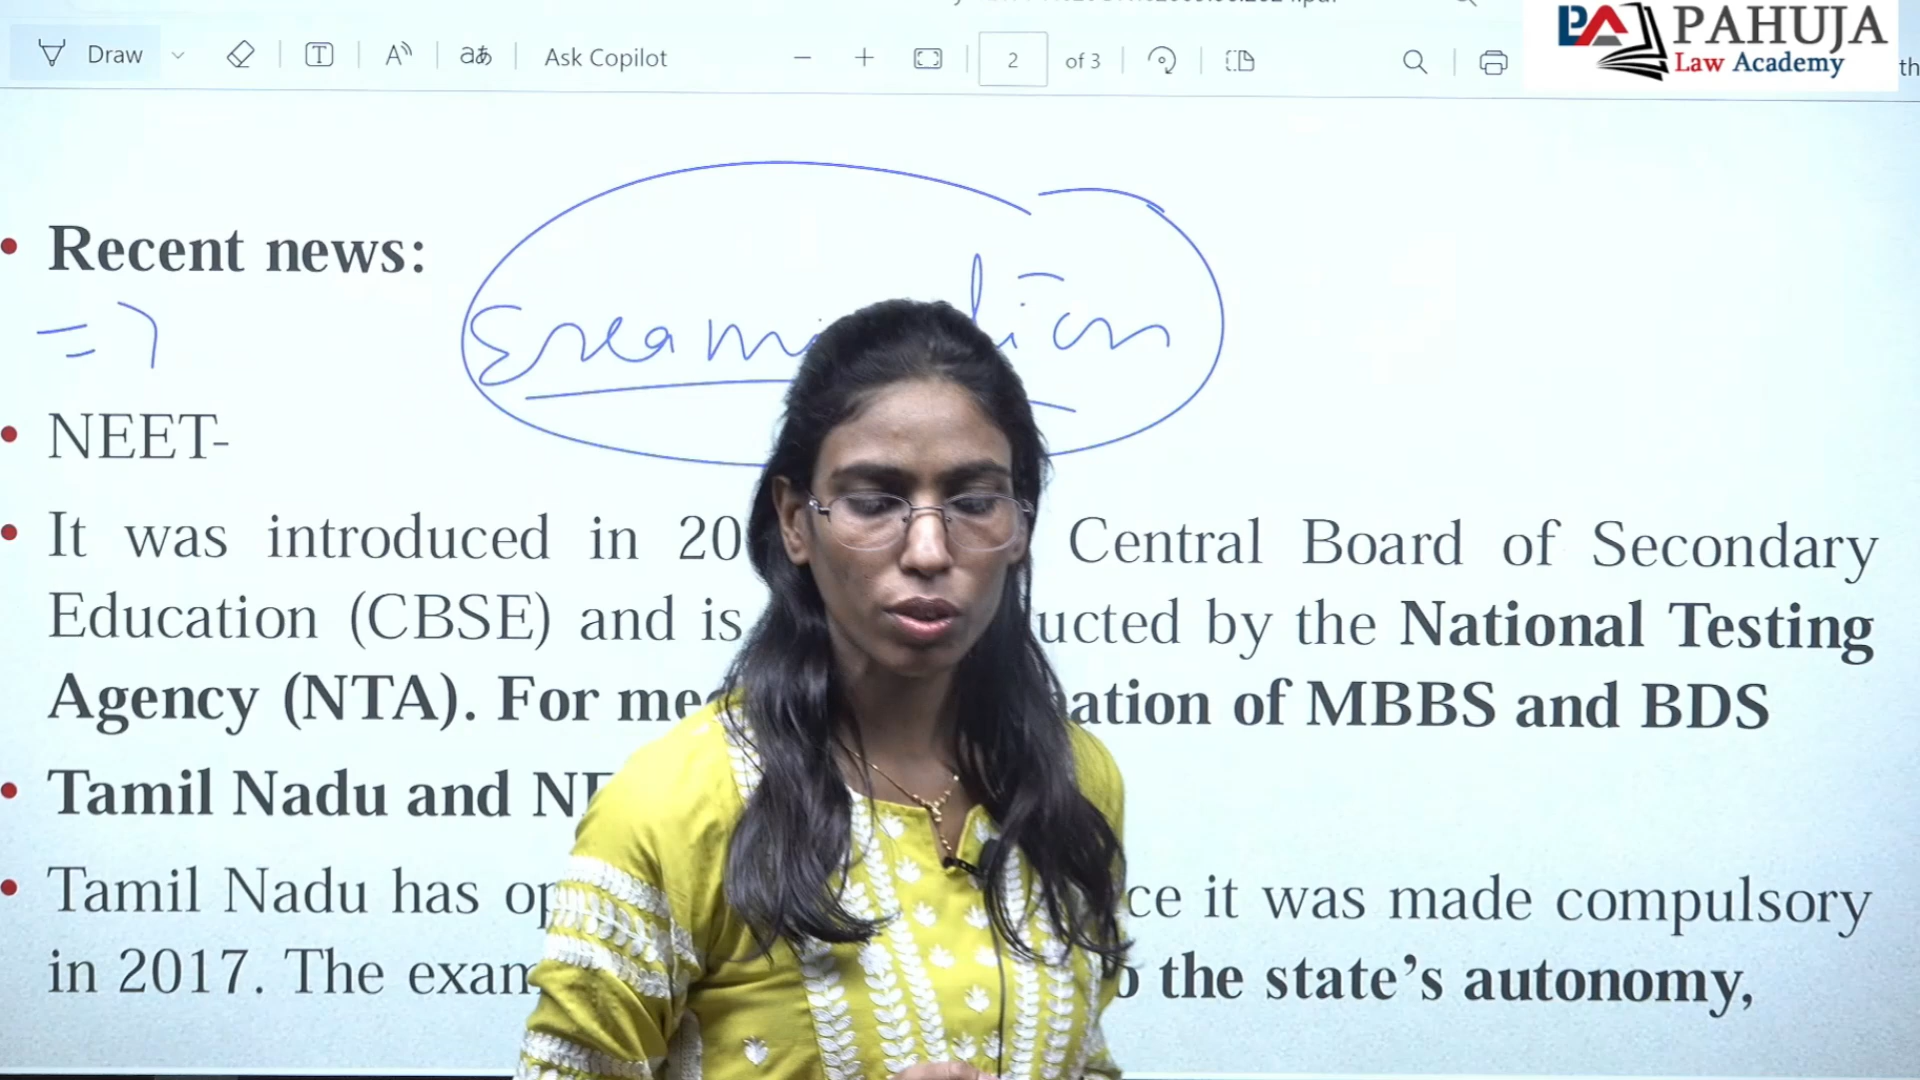 Draw
Ask Copilot
2 of 3
PAHUJA
Law Academy
th
• Recent news:
• NEET-
• It was introduced in 20 Central Board of Secondary
Education (CBSE) and is ucted by the National Testing
Agency (NTA). For me ation of MBBS and BDS
• Tamil Nadu and
• Tamil Nadu has op ce it was made compulsory
in 2017. The exam the state's autonomy,